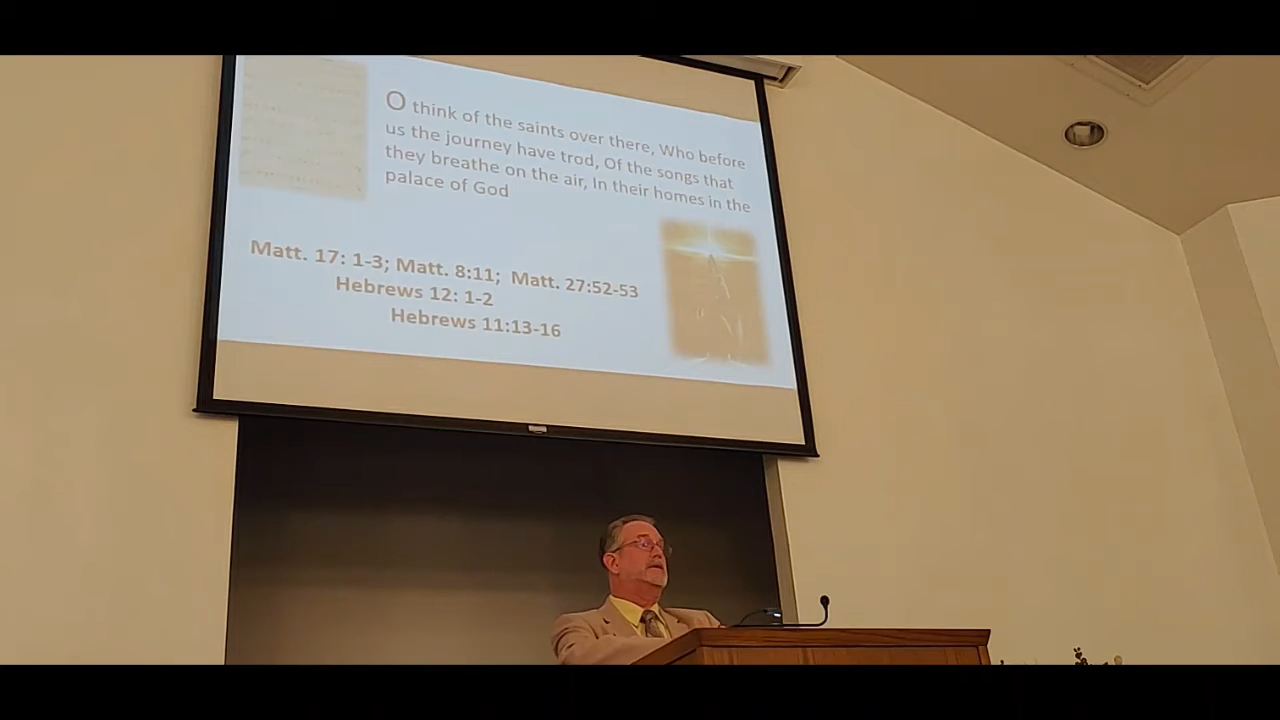 O think of the saints over there, Who before
us the journey have trod, Of the songs that
they breathe on the air, In their homes in the
palace of God
Matt. 17: 1-3; Matt. 8:11;  Matt. 27:52-53
Hebrews 12: 1-2
Hebrews 11:13-16